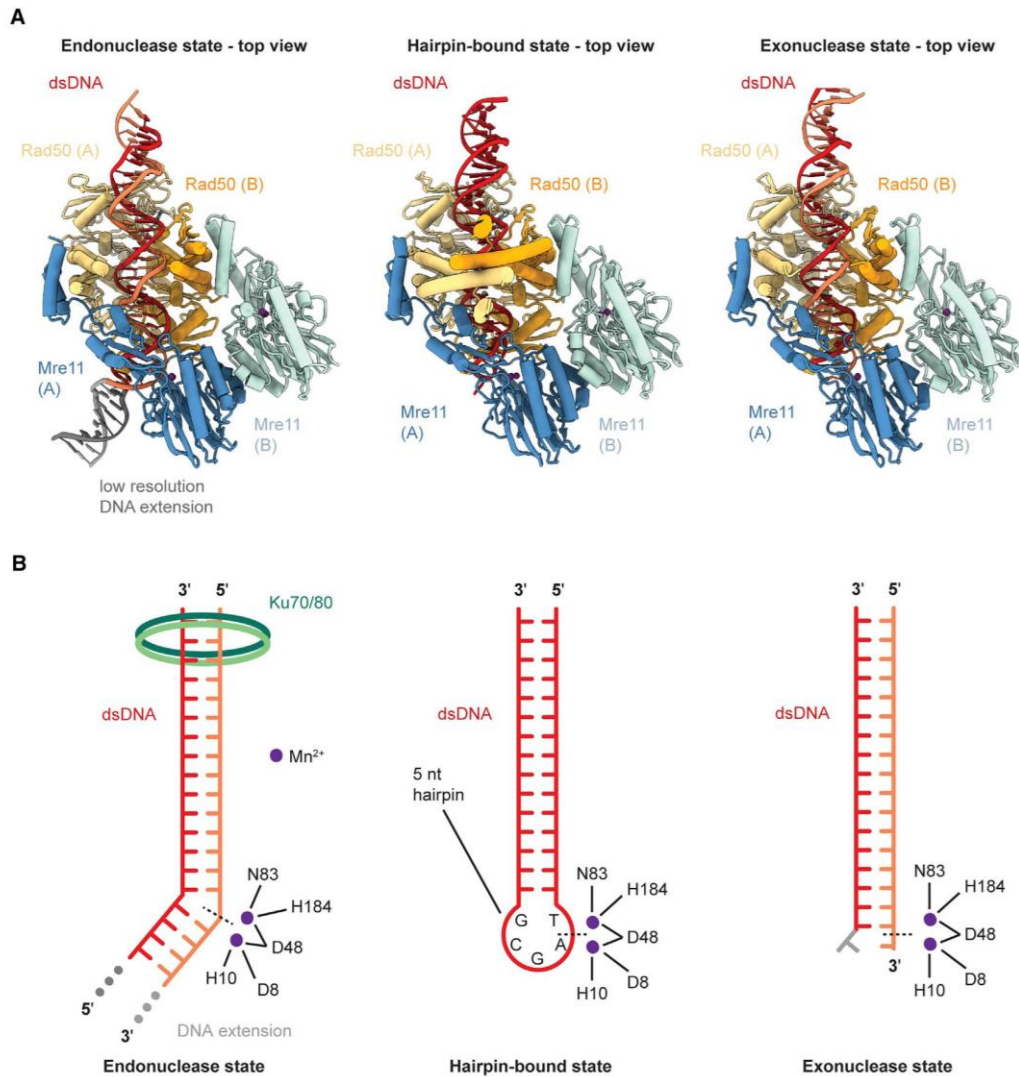 A
Endonuclease state - top view
Hairpin-bound state - top view
Exonuclease state - top view
dsDNA
dsDNA
dsDNA
Rad50 (A)
Rad50 (B)
Rad50 (A)
Rad50 (B)
Rad50 (A)
Rad50 (B)
Mre11
(A)
Mre11
(B)
Mre11
(A)
Mre11
(B)
Mre11
(A)
Mre11
(B)
low resolution
DNA extension
B
3' 5'
Ku70/80
dsDNA
Mn²⁺
N83
H184
D48
D8
H10
5'
3'
DNA extension
Endonuclease state
3' 5'
dsDNA
5 nt
hairpin
G T
C A
G
N83
H184
D48
D8
H10
Hairpin-bound state
3' 5'
dsDNA
N83
H184
D48
D8
H10
3'
Exonuclease state